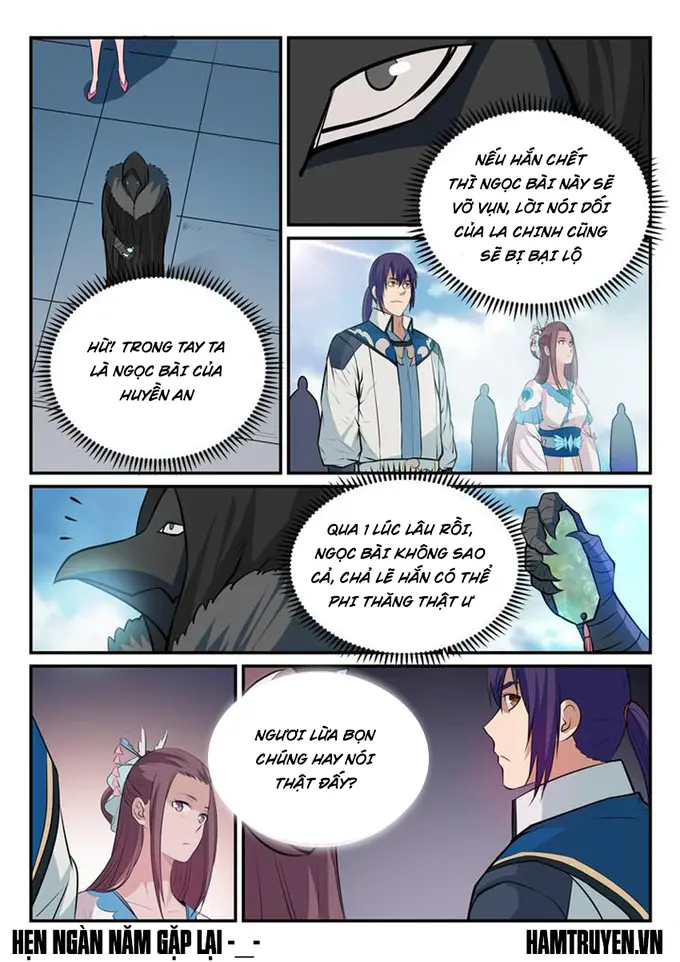 NẾU HẮN CHẾT
THÌ NGỌC BÀI NÀY SẼ
VỠ VỤN, LỜI NÓI DỐI
CỦA LA CHINH CŨNG
SẼ BỊ BẠI LỘ
HỪ! TRONG TAY TA
LÀ NGỌC BÀI CỦA
HUYỀN AN
QUA 1 LÚC LÂU RỒI,
NGỌC BÀI KHÔNG SAO
CẢ, CHẢ LẼ HẮN CÓ THỂ
PHI THĂNG THẬT Ư
NGƯƠI LỪA BỌN
CHÚNG HAY NÓI
THẬT ĐẤY?
HẸN NGÀN NĂM GẶP LẠI -__-
HAMTRUYEN.VN